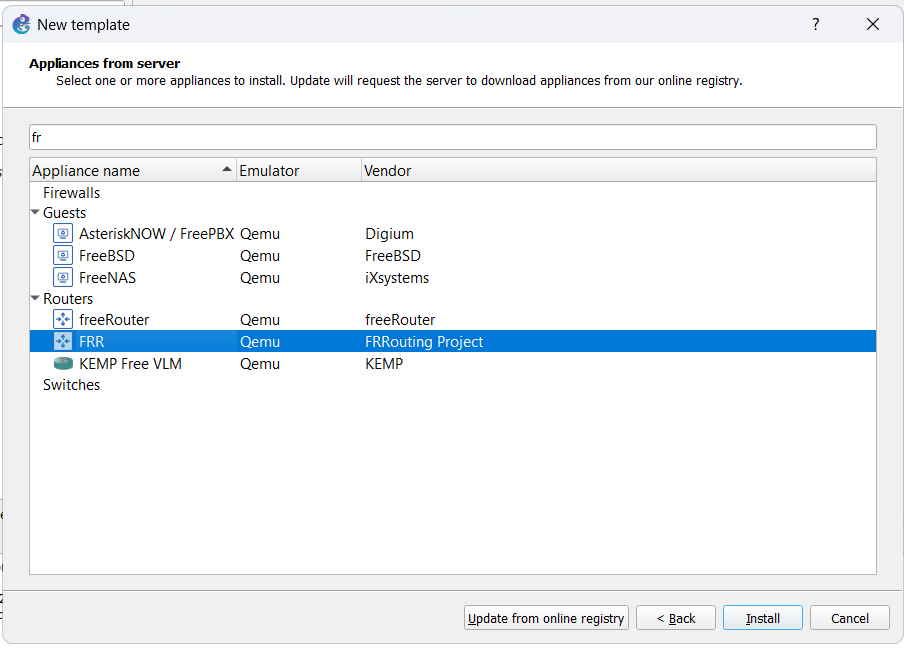 New template
?
Appliances from server
Select one or more appliances to install. Update will request the server to download appliances from our online registry.
fr
Appliance name Emulator Vendor
Firewalls
Guests
AsteriskNOW / FreePBX Qemu Digium
FreeBSD Qemu FreeBSD
FreeNAS Qemu iXsystems
Routers
freeRouter Qemu freeRouter
FRR Qemu FRRouting Project
KEMP Free VLM Qemu KEMP
Switches
Update from online registry < Back Install Cancel